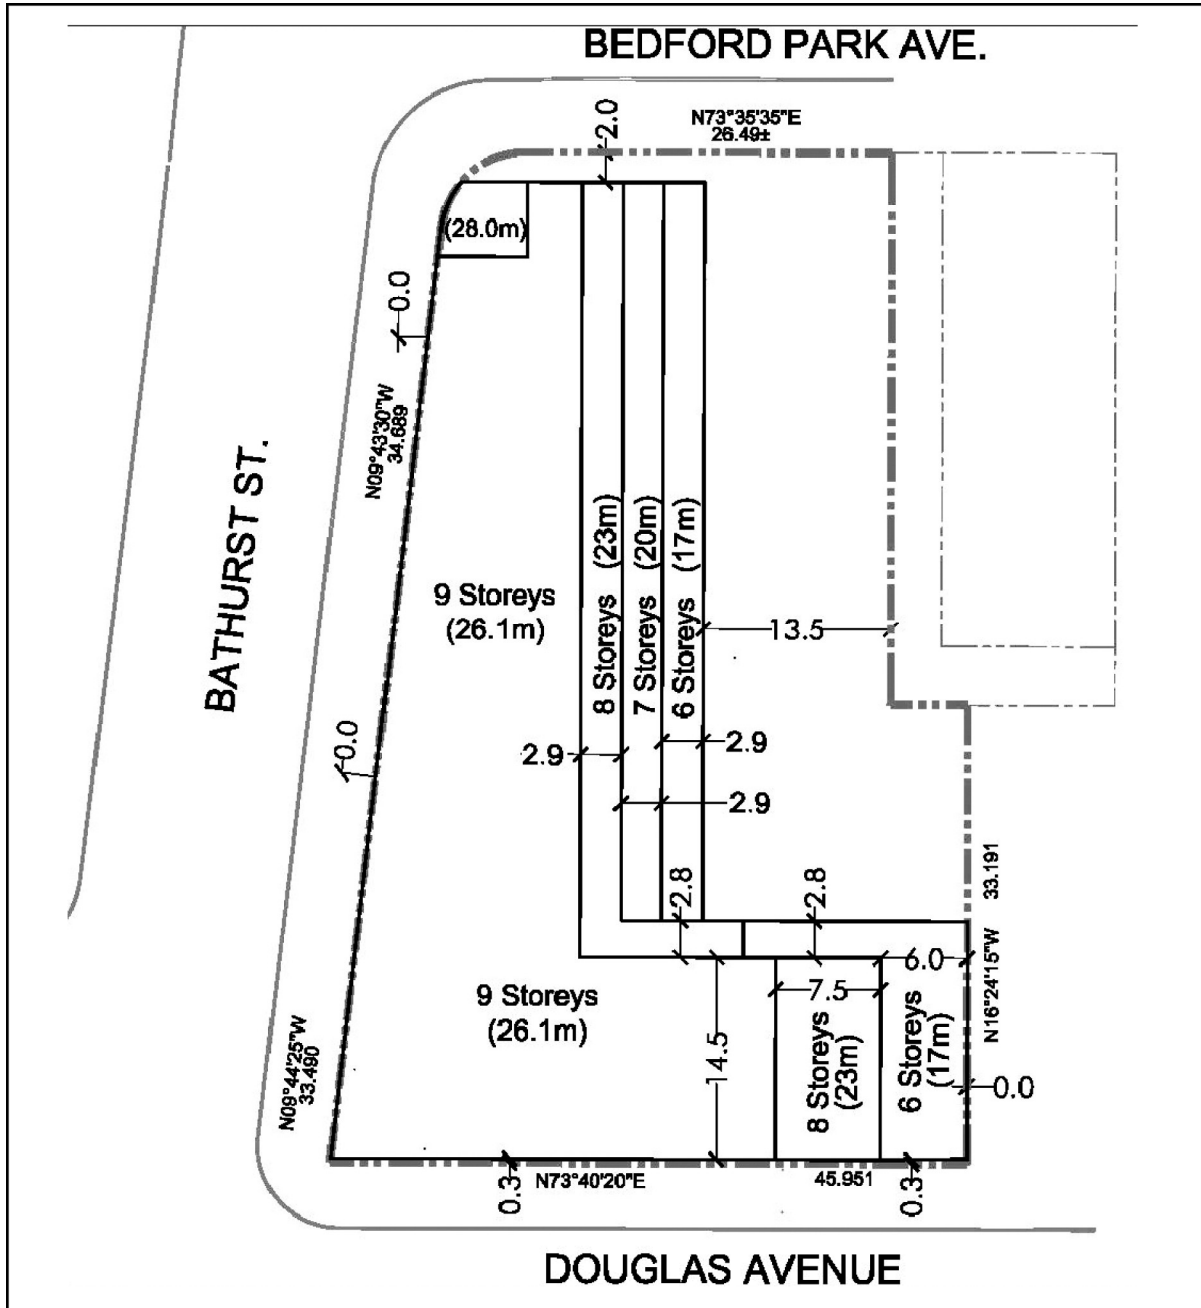 BEDFORD PARK AVE.
2.0
N73°35'35"E
26.49±
(28.0m)
0.0
N09°43'30"W
34.689
BATHURST ST.
9 Storeys
(26.1m)
8 Storeys (23m)
7 Storeys (20m)
6 Storeys (17m)
13.5
0.0
2.9
2.9
2.9
33.191
2.8
2.8
6.0
N16°24'15"W
9 Storeys
(26.1m)
7.5
14.5
8 Storeys
(23m)
6 Storeys
(17m)
0.0
N09°44'25"W
33.490
0.3
N73°40'20"E
45.951
0.3
DOUGLAS AVENUE